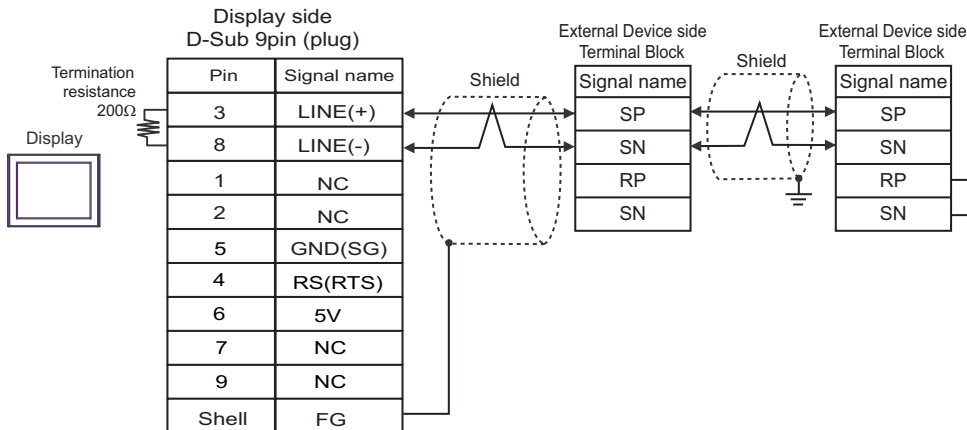 Display side
D-Sub 9pin (plug)
Termination
resistance
200Ω
Display
Pin Signal name
3 LINE(+)
8 LINE(-)
1 NC
2 NC
5 GND(SG)
4 RS(RTS)
6 5V
7 NC
9 NC
Shell FG
Shield
External Device side
Terminal Block
Signal name
SP
SN
RP
SN
Shield
External Device side
Terminal Block
Signal name
SP
SN
RP
SN